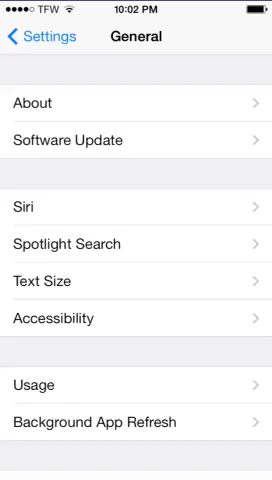 TFW 10:02 PM
Settings General
About
Software Update
Siri
Spotlight Search
Text Size
Accessibility
Usage
Background App Refresh